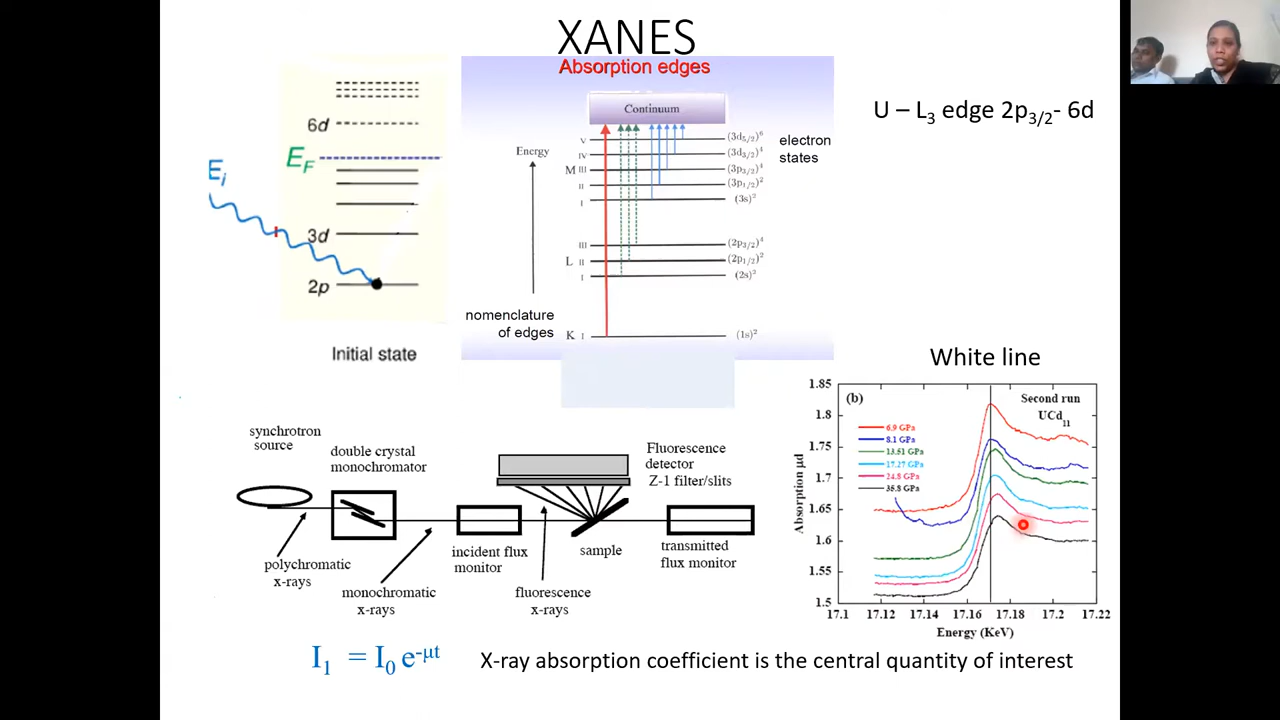 XANES
Absorption edges
U – L3 edge 2p3/2- 6d
6d
EF
Ei
3d
2p
Initial state
Continuum
Energy
electron
states
V
(3d5/2)6
IV
(3d3/2)4
M III
(3p3/2)4
II
(3p1/2)2
I
(3s)2
III
(2p3/2)4
L II
(2p1/2)2
I
(2s)2
nomenclature
of edges
K I
(1s)2
White line
synchrotron
source
double crystal
monochromator
Fluorescence
detector
Z-1 filter/slits
polychromatic
x-rays
monochromatic
x-rays
incident flux
monitor
fluorescence
x-rays
sample
transmitted
flux monitor
(b)
Second run
UCd11
6.9 GPa
8.1 GPa
13.51 GPa
17.27 GPa
24.8 GPa
35.8 GPa
Absorption μd
1.85
1.8
1.75
1.7
1.65
1.6
1.55
1.5
17.1 17.12 17.14 17.16 17.18 17.2 17.22
Energy (KeV)
I1 = I0 e-μt
X-ray absorption coefficient is the central quantity of interest